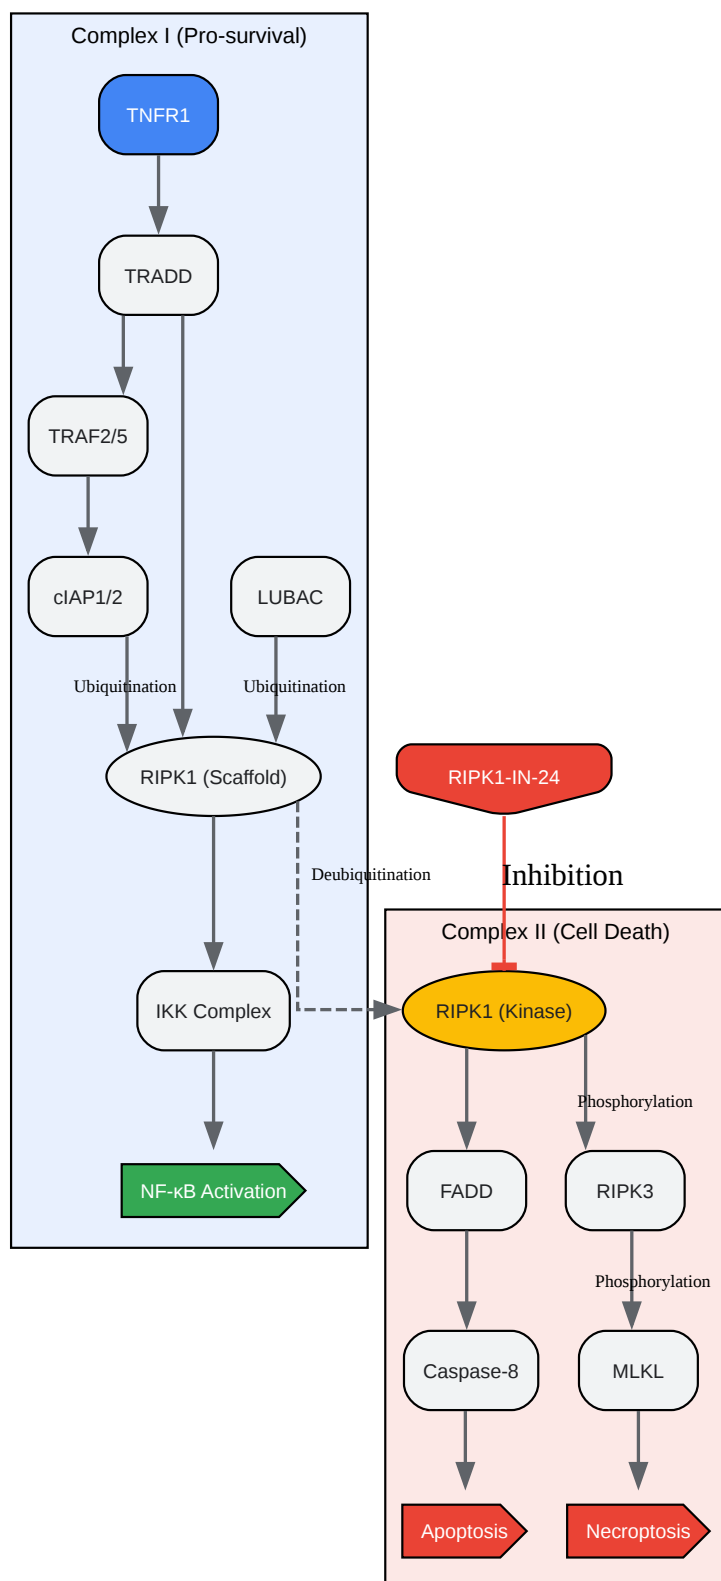 Complex I (Pro-survival)
TNFR1
TRADD
TRAF2/5
cIAP1/2
LUBAC
Ubiquitination
Ubiquitination
RIPK1 (Scaffold)
RIPK1-IN-24
Deubiquitination
Inhibition
Complex II (Cell Death)
IKK Complex
RIPK1 (Kinase)
Phosphorylation
NF-κB Activation
FADD
RIPK3
Phosphorylation
Caspase-8
MLKL
Apoptosis
Necroptosis